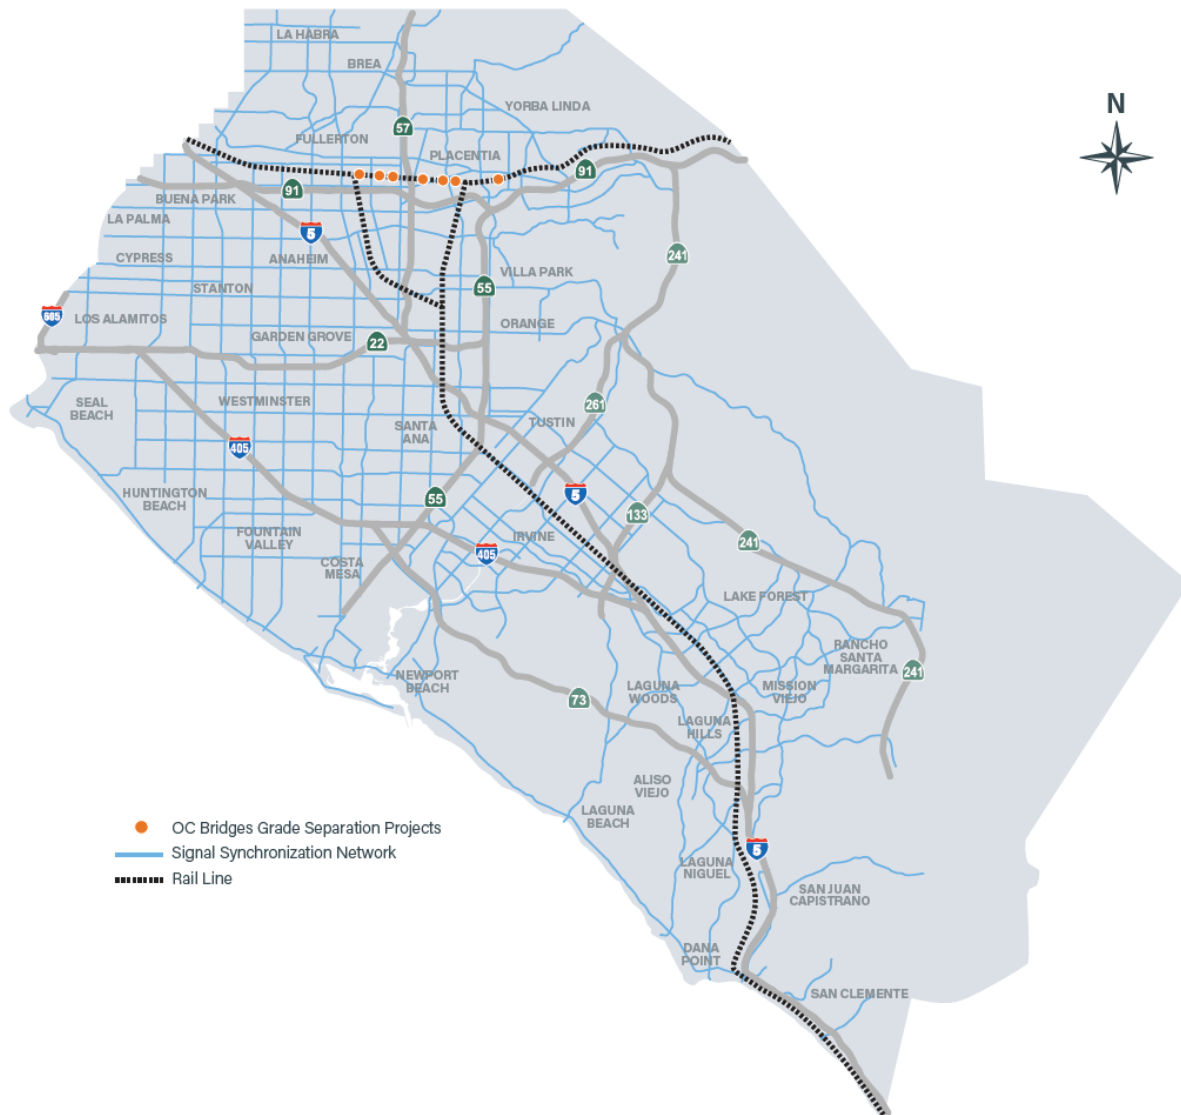 LA HABRA
BREA
N
YORBA LINDA
57
FULLERTON
PLACENTIA
91
91
BUENA PARK
LA PALMA
5
241
CYPRESS
ANAHEIM
VILLA PARK
STANTON
55
605
LOS ALAMITOS
ORANGE
GARDEN GROVE
22
SEAL
BEACH
WESTMINSTER
261
TUSTIN
SANTA
ANA
405
HUNTINGTON
BEACH
55
5
133
FOUNTAIN
VALLEY
IRVINE
241
405
COSTA
MESA
LAKE FOREST
RANCHO
SANTA
MARGARITA
241
NEWPORT
BEACH
LAGUNA
WOODS
MISSION
VIEJO
73
LAGUNA
HILLS
ALISO
VIEJO
LAGUNA
BEACH
OC Bridges Grade Separation Projects
Signal Synchronization Network
Rail Line
5
LAGUNA
NIGUEL
SAN JUAN
CAPISTRANO
DANA
POINT
SAN CLEMENTE